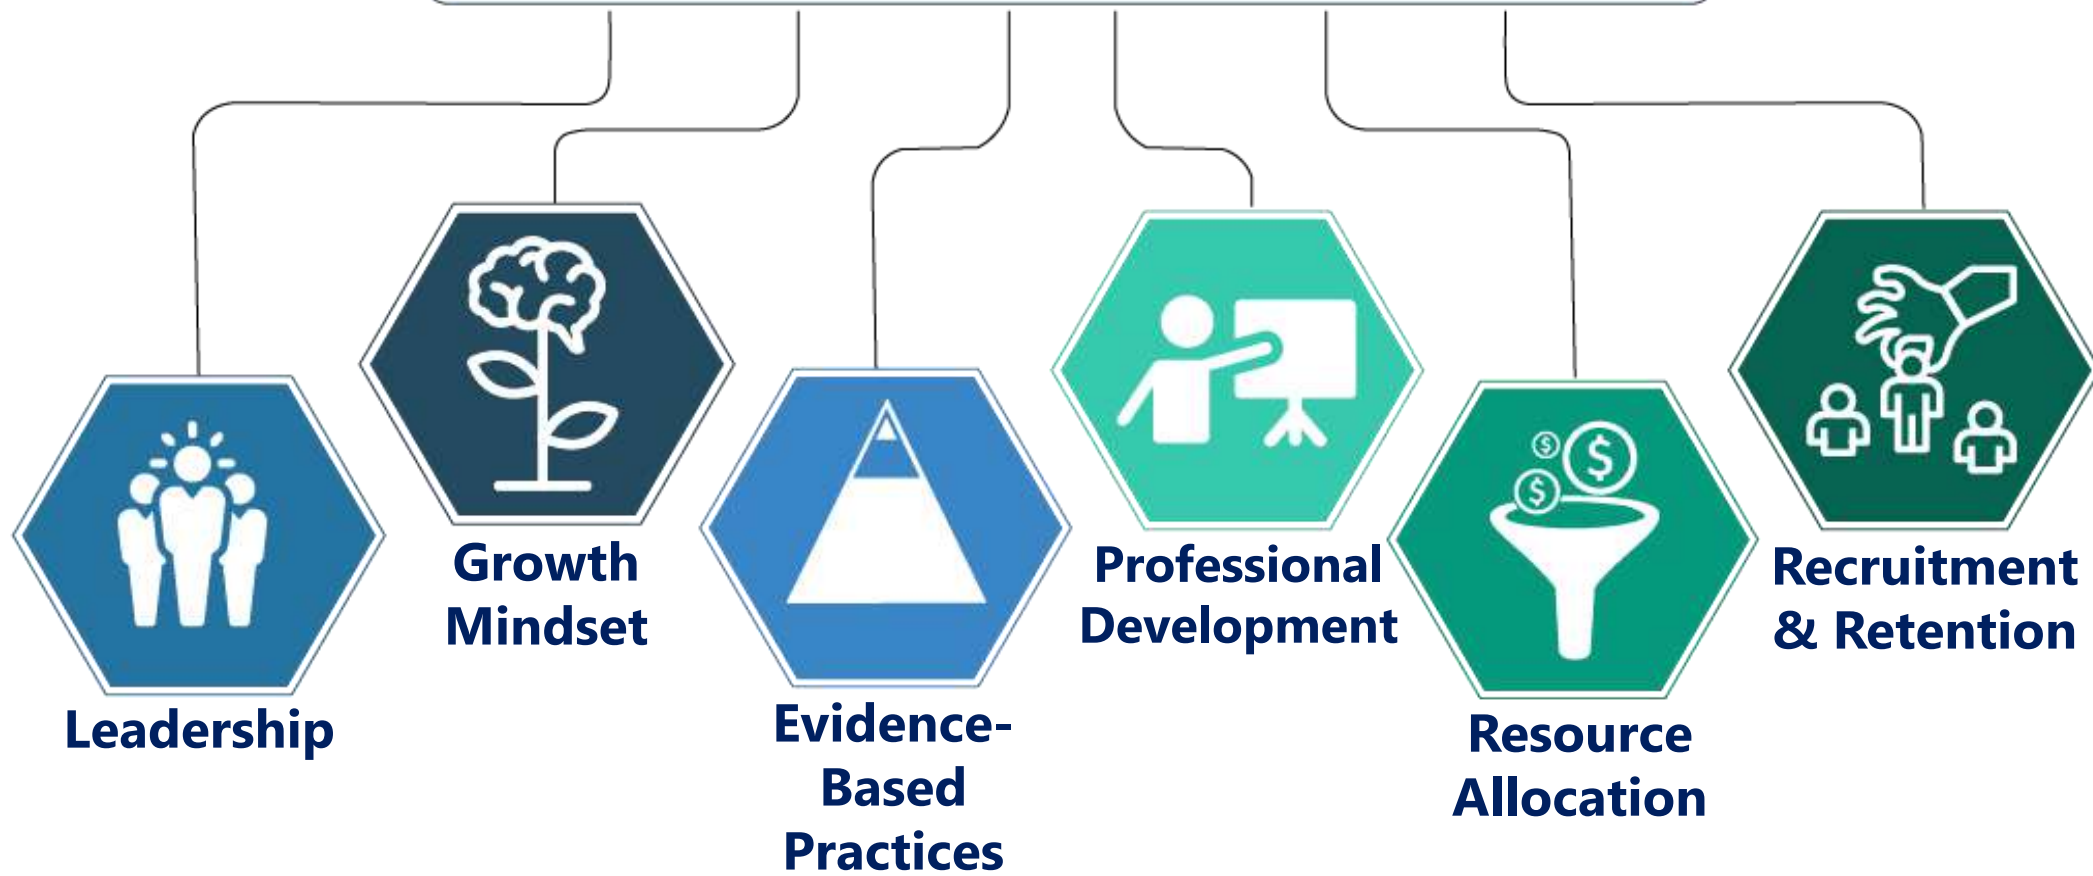 Leadership
Growth
Mindset
Evidence-
Based
Practices
Professional
Development
$
$
$
Resource
Allocation
Recruitment
& Retention